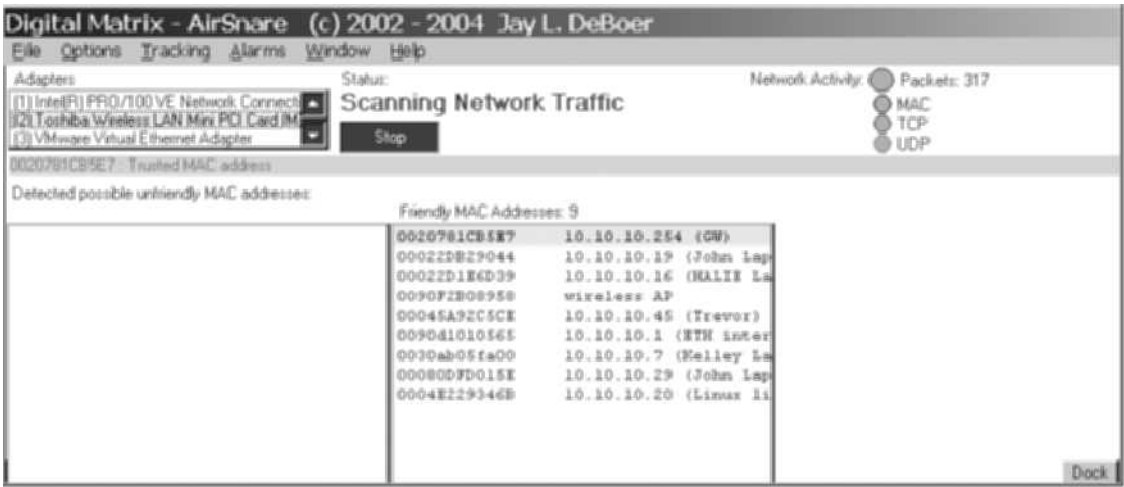 Digital Matrix - AirSnare (c) 2002 - 2004 Jay L. DeBoer
File Options Tracking Alarms Window Help
Adapters
(1) Intel(R) PRO/100 VE Network Connecti
(2) Toshiba Wireless LAN Mini PCI Card (M
(3) VMware Virtual Ethernet Adapter
Status:
Scanning Network Traffic
Stop
Network Activity: Packets: 317
MAC
TCP
UDP
0020781CB5E7 : Trusted MAC address
Detected possible unfriendly MAC addresses:
Friendly MAC Addresses: 9
0020781CB5E7 10.10.10.254 (GW)
00022DB29044 10.10.10.19 (John Lap
00022D1E6D39 10.10.10.16 (HALIE La
0090F2B08950 wireless AP
00045A92C5CE 10.10.10.45 (Trevor)
0090d1010565 10.10.10.1 (ETH inter
0030ab05fa00 10.10.10.7 (Kelley La
00080DFD015E 10.10.10.29 (John Lap
0004E229346B 10.10.10.20 (Linux li
Dock